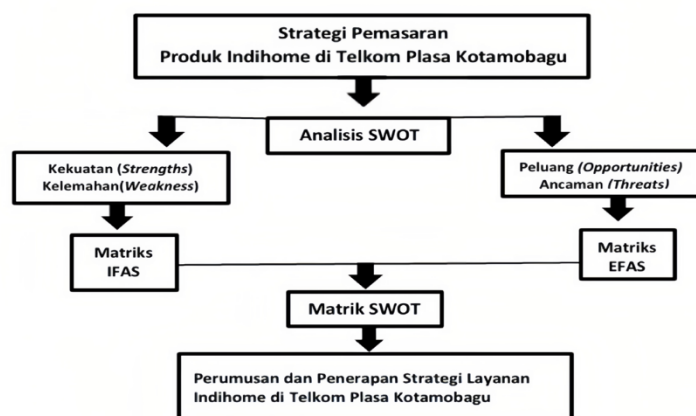 Strategi Pemasaran
Produk Indihome di Telkom Plasa Kotamobagu
Analisis SWOT
Kekuatan (Strengths)
Kelemahan(Weakness)
Peluang (Opportunities)
Ancaman (Threats)
Matriks
IFAS
Matriks
EFAS
Matrik SWOT
Perumusan dan Penerapan Strategi Layanan
Indihome di Telkom Plasa Kotamobagu